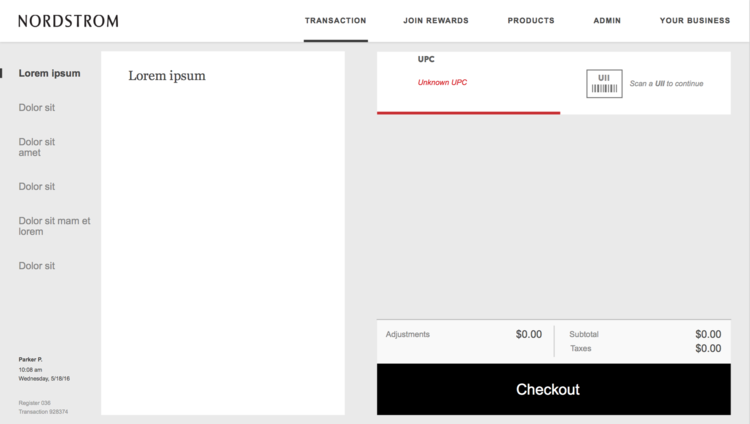 NORDSTROM
TRANSACTION
JOIN REWARDS
PRODUCTS
ADMIN
YOUR BUSINESS
Lorem ipsum
Dolor sit
Dolor sit
amet
Dolor sit
Dolor sit mam et
lorem
Dolor sit
Parker P.
10:08 am
Wednesday, 5/18/16
Register 036
Transaction 828374
Lorem ipsum
UPC
Unknown UPC
UII
Scan a UII to continue
Adjustments
$0.00
Subtotal
$0.00
Taxes
$0.00
Checkout